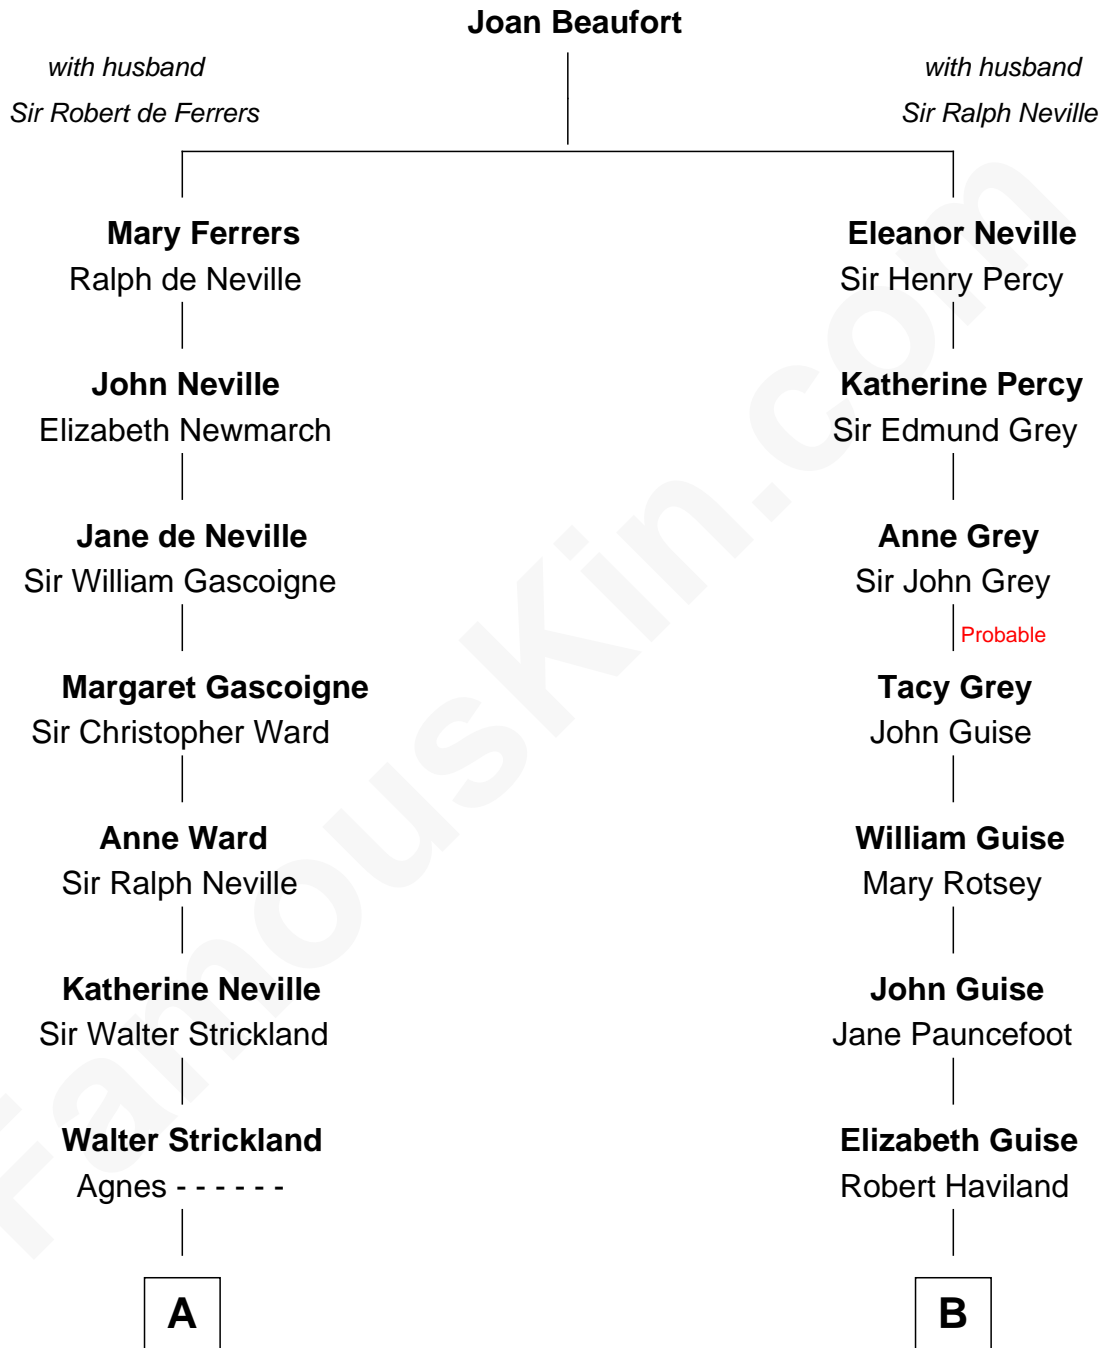 Joan Beaufort
with husband
Sir Robert de Ferrers
with husband
Sir Ralph Neville
Mary Ferrers
Ralph de Neville
Eleanor Neville
Sir Henry Percy
John Neville
Elizabeth Newmarch
Katherine Percy
Sir Edmund Grey
Jane de Neville
Sir William Gascoigne
Anne Grey
Sir John Grey
Probable
Margaret Gascoigne
Sir Christopher Ward
Tacy Grey
John Guise
Anne Ward
Sir Ralph Neville
William Guise
Mary Rotsey
Katherine Neville
Sir Walter Strickland
John Guise
Jane Pauncefoot
Walter Strickland
Agnes - - - - - -
Elizabeth Guise
Robert Haviland
A
B
FamousKin.com